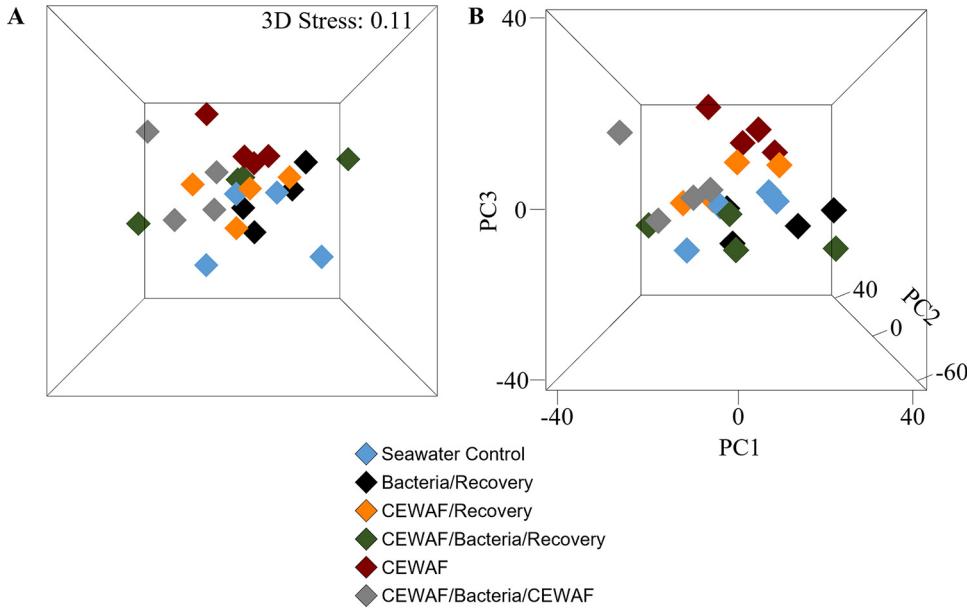 A
3D Stress: 0.11
B
40
PC3
0
-40
40
PC2
0
-60
-40
0
40
PC1
Seawater Control
Bacteria/Recovery
CEWAF/Recovery
CEWAF/Bacteria/Recovery
CEWAF
CEWAF/Bacteria/CEWAF